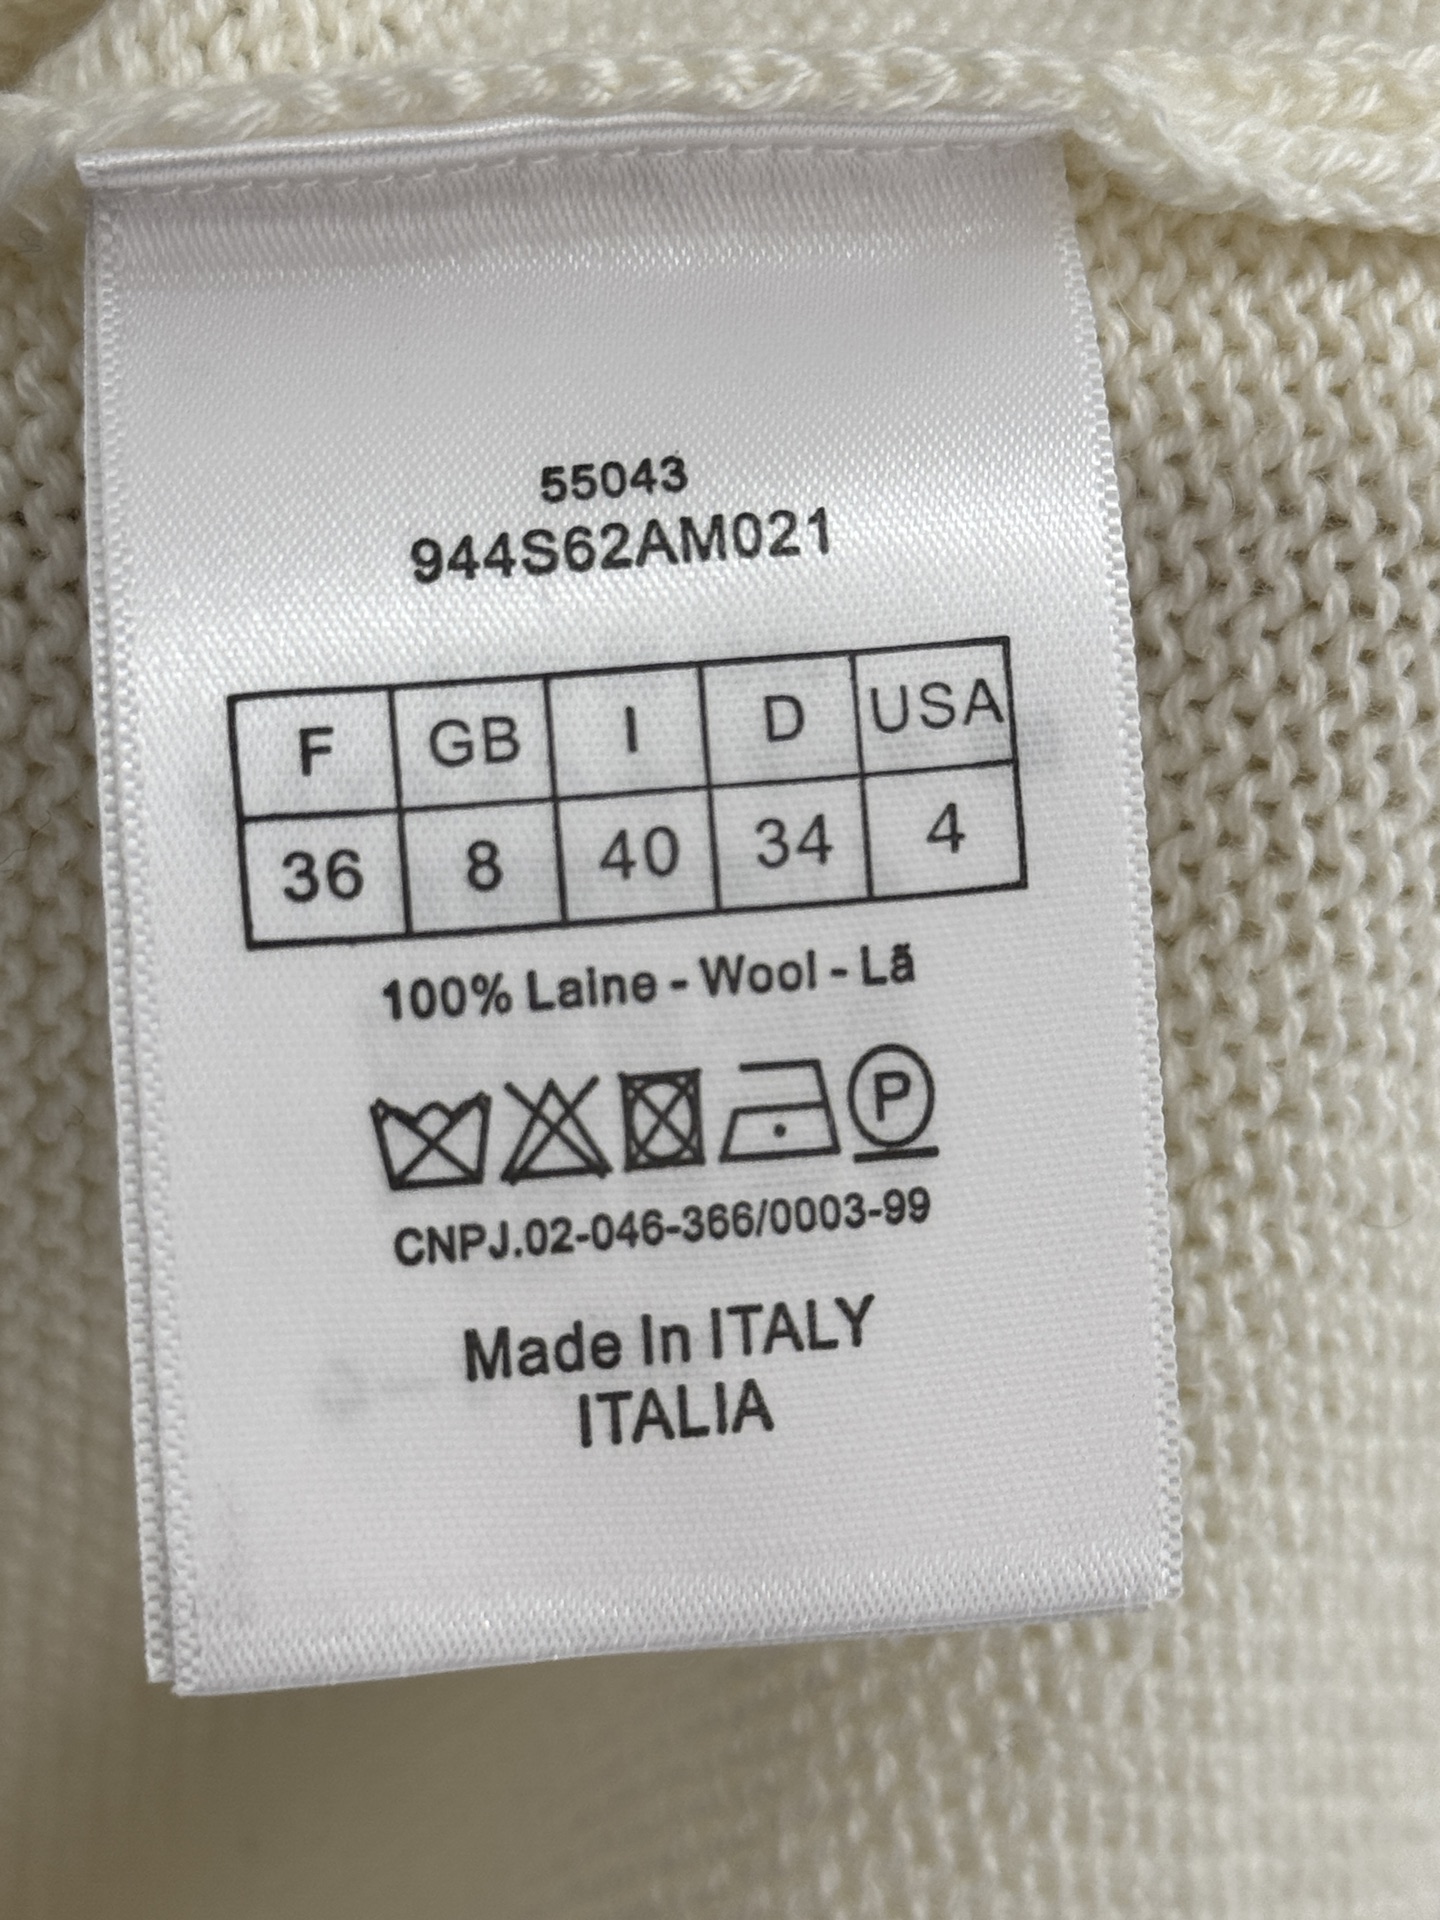 55043
944S62AM021
F GB I D USA
36 8 40 34 4
100% Laine - Wool - Lã
P
CNPJ.02-046-366/0003-99
Made In ITALY
ITALIA